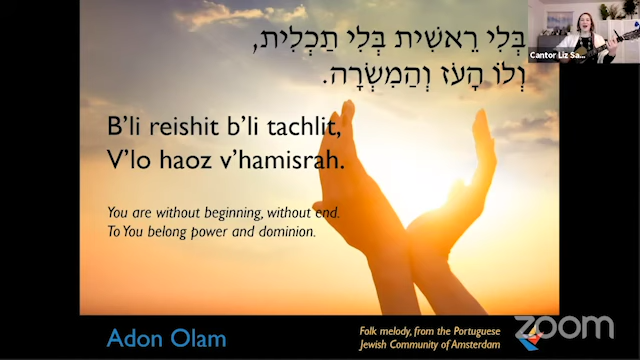 בְּלִי רֵאשִׁית בְּלִי תַכְלִית,
וְלוֹ הָעֹז וְהַמִּשְׂרָה.
B'li reishit b'li tachlit,
V'lo haoz v'hamisrah.
You are without beginning, without end.
To You belong power and dominion.
Adon Olam
Folk melody, from the Portuguese
Jewish Community of Amsterdam
Cantor Liz Sa...
zoom